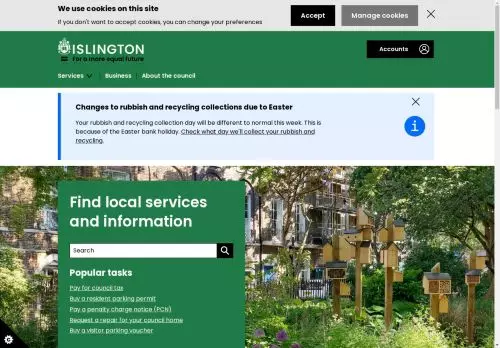 We use cookies on this site
If you don't want to accept cookies, you can change your preferences
Accept
Manage cookies
ISLINGTON
For a more equal future
Accounts
Services
Business
About the council
Changes to rubbish and recycling collections due to Easter
Your rubbish and recycling collection day will be different to normal this week. This is
because of the Easter bank holiday. Check what day we'll collect your rubbish and
recycling.
Find local services
and information
Search
Popular tasks
Pay for council tax
Buy a resident parking permit
Pay a penalty charge notice (PCN)
Request a repair for your council home
Buy a visitor parking voucher